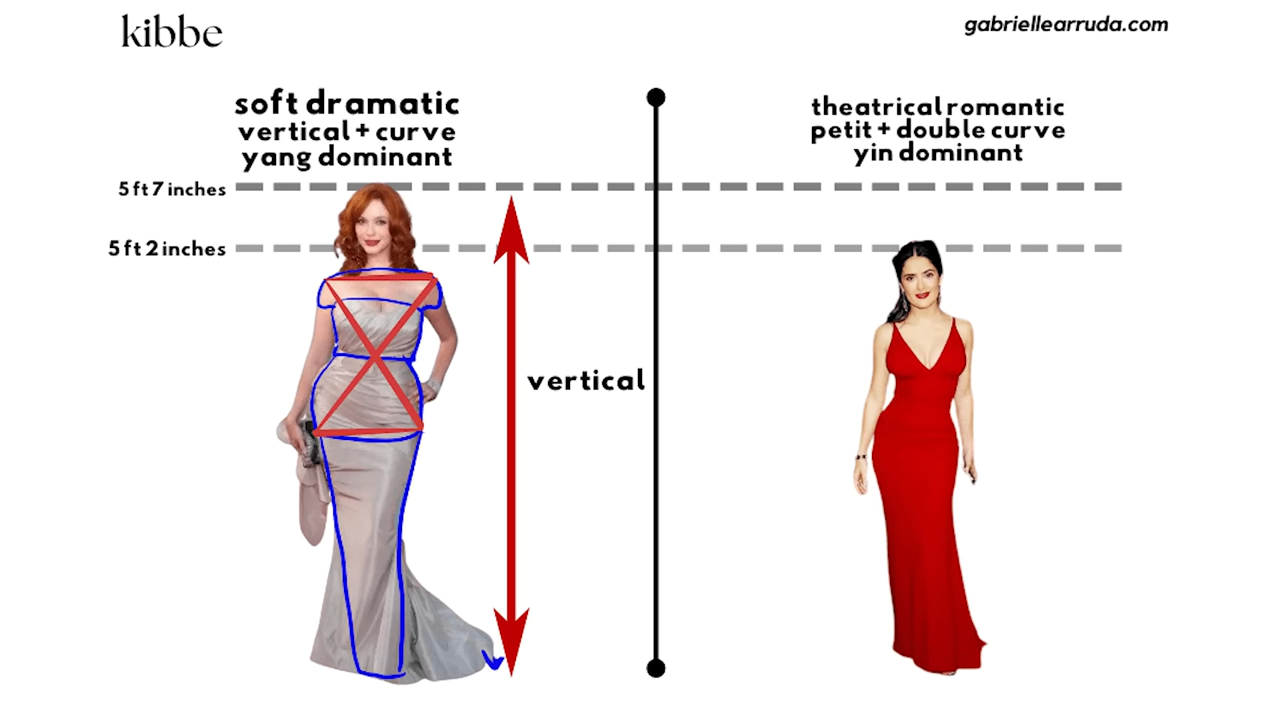 kibbe
gabriellearruda.com
soft dramatic
vertical + curve
yang dominant
theatrical romantic
petit + double curve
yin dominant
5 ft 7 inches
5 ft 2 inches
vertical